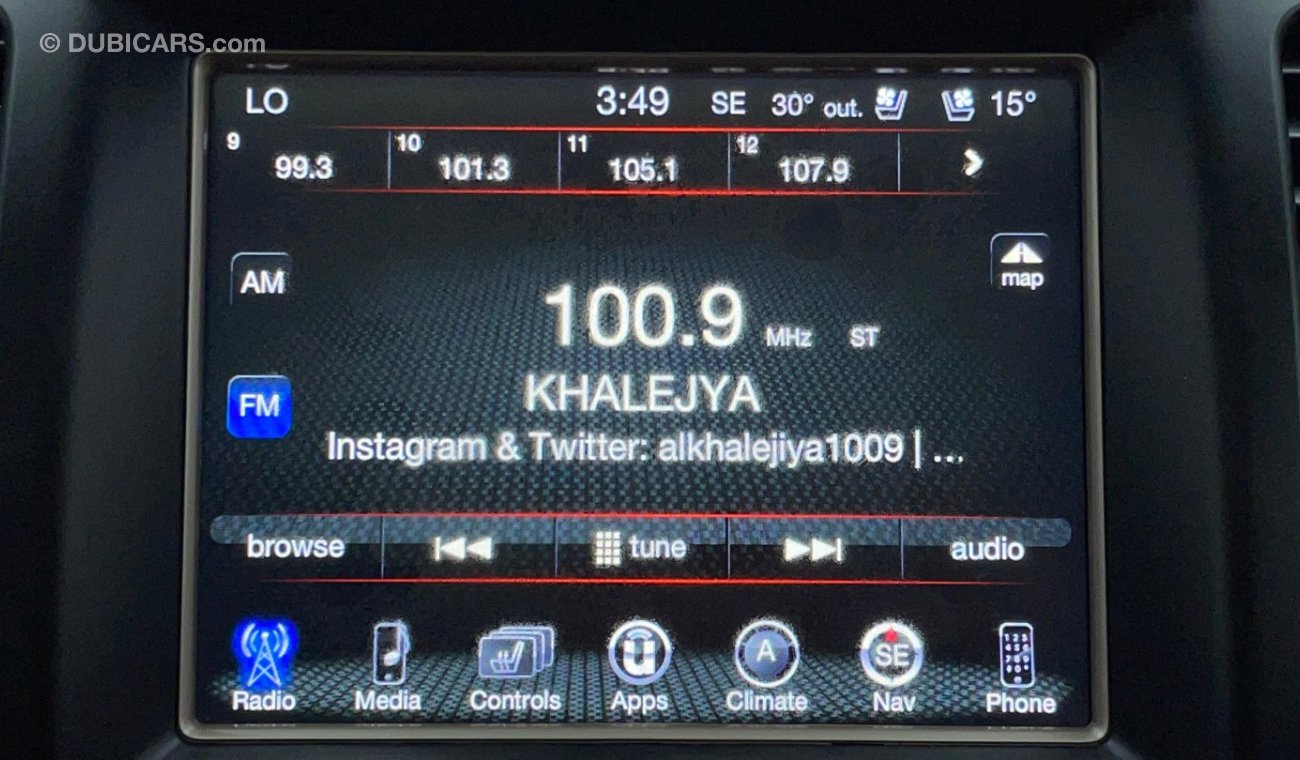 © DUBICARS.com
LO 3:49 SE 30° out. 15°
9 99.3 10 101.3 11 105.1 12 107.9
AM
map
100.9 MHz ST
FM
KHALEJYA
Instagram & Twitter: alkhalejiya1009 | ...
browse tune audio
A SE
Radio Media Controls Apps Climate Nav Phone